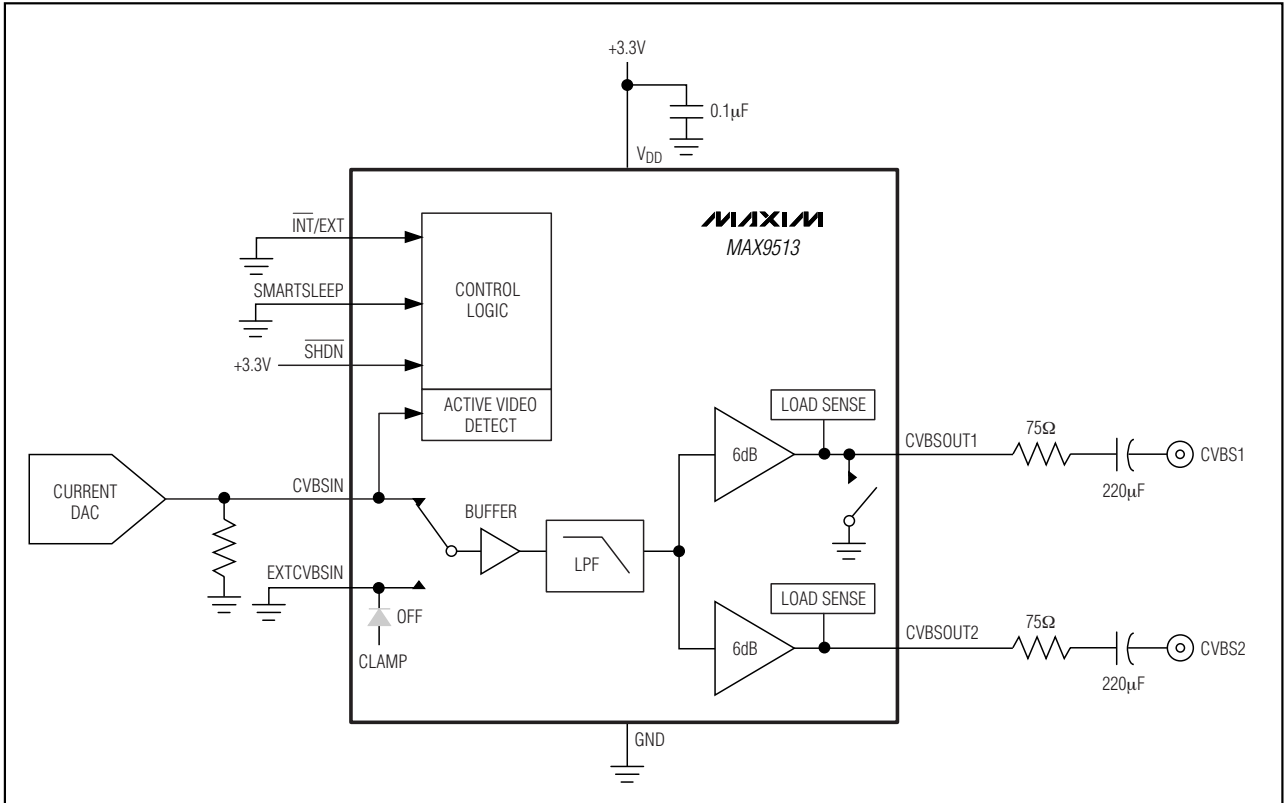 +3.3V
0.1μF
VDD
INT/EXT
MAXIM
MAX9513
SMARTSLEEP
CONTROL
LOGIC
SHDN
+3.3V
ACTIVE VIDEO
DETECT
LOAD SENSE
75Ω
CVBSOUT1
6dB
CVBS1
220μF
CURRENT
DAC
CVBSIN
BUFFER
LPF
EXTCVBSIN
OFF
CLAMP
LOAD SENSE
75Ω
CVBSOUT2
6dB
CVBS2
220μF
GND